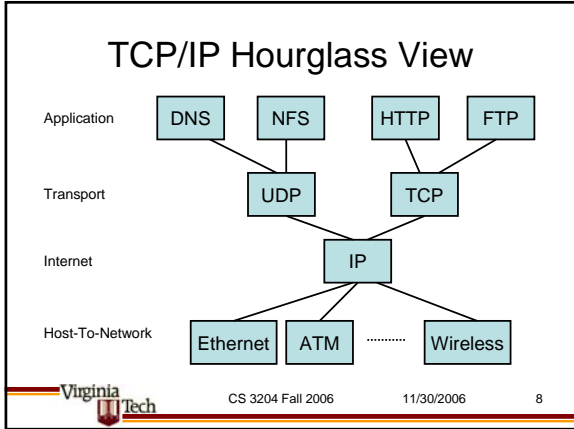 TCP/IP Hourglass View
Application DNS NFS HTTP FTP
Transport UDP TCP
Internet IP
Host-To-Network Ethernet ATM .......... Wireless
Virginia Tech CS 3204 Fall 2006 11/30/2006 8